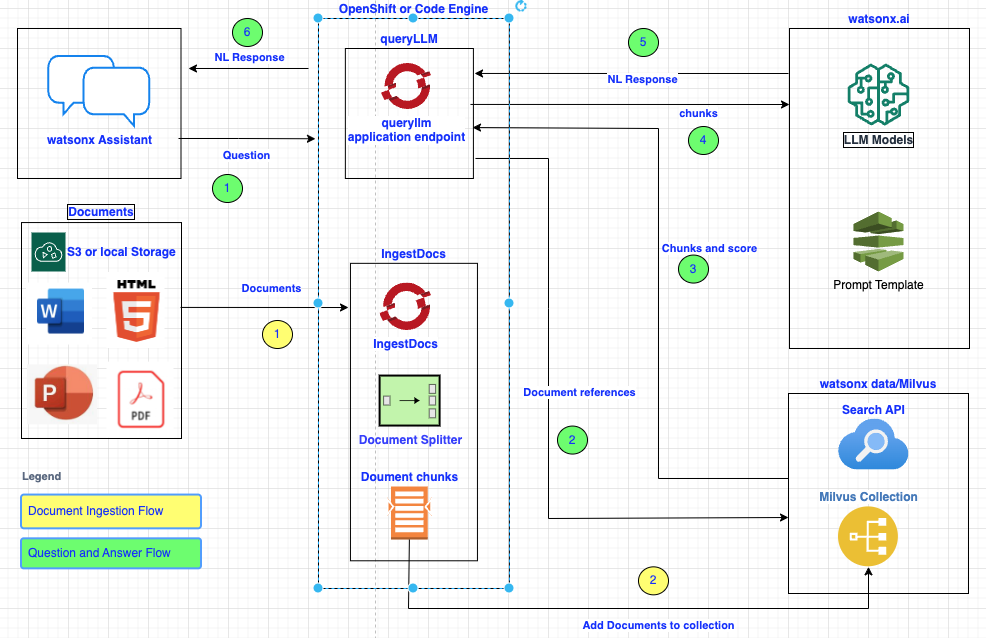 OpenShift or Code Engine
watsonx.ai
6
NL Response
queryLLM
5
NL Response
queryllm
application endpoint
watsonx Assistant
chunks
4
LLM Models
Question
1
Documents
S3 or local Storage
W
HTML
5
P
PDF
Documents
1
IngestDocs
IngestDocs
Document Splitter
Doument chunks
Chunks and score
3
Prompt Template
Document references
2
watsonx data/Milvus
Search API
Milvus Collection
Legend
Document Ingestion Flow
Question and Answer Flow
2
Add Documents to collection